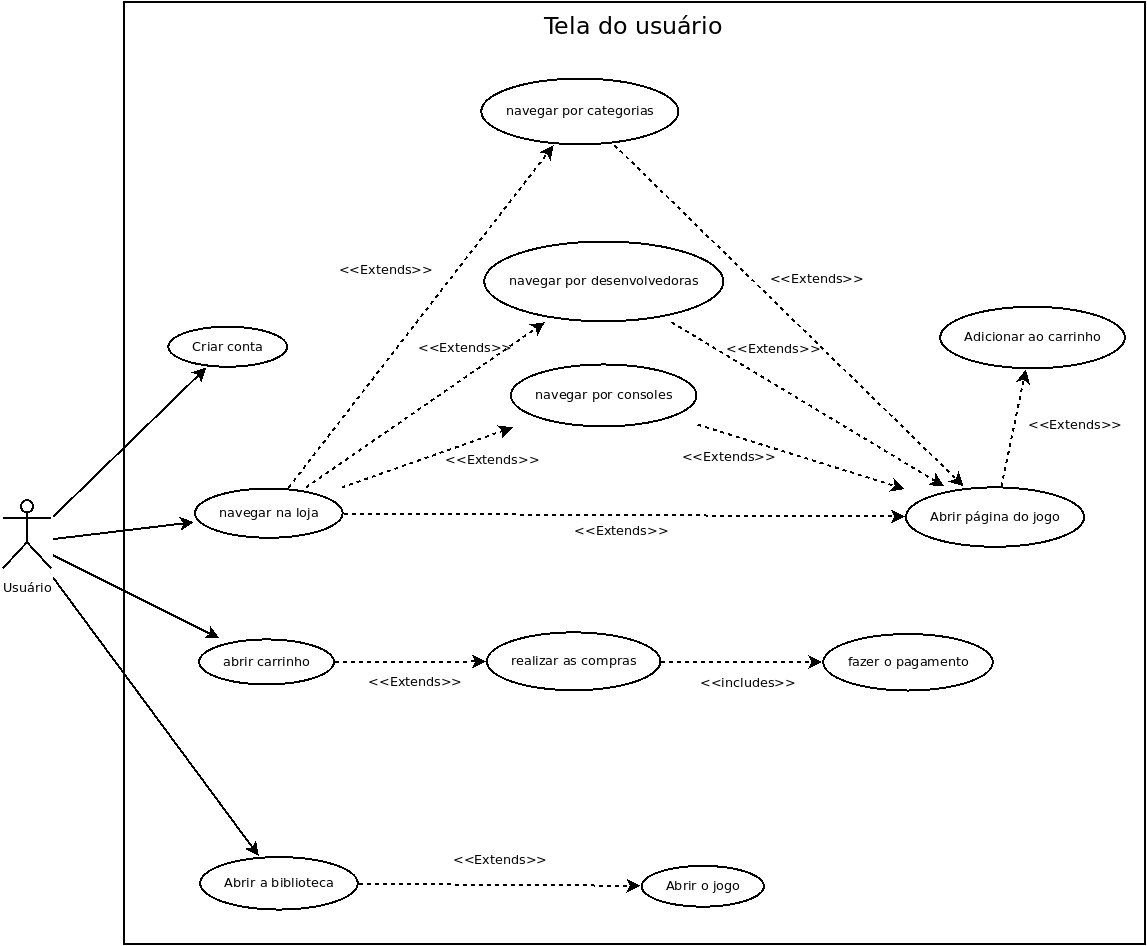 Tela do usuário
navegar por categorias
<<Extends>>
<<Extends>>
navegar por desenvolvedoras
Criar conta
<<Extends>>
<<Extends>>
Adicionar ao carrinho
navegar por consoles
<<Extends>>
<<Extends>>
<<Extends>>
navegar na loja
<<Extends>>
Abrir página do jogo
Usuário
abrir carrinho
<<Extends>>
realizar as compras
<<includes>>
fazer o pagamento
<<Extends>>
Abrir a biblioteca
Abrir o jogo